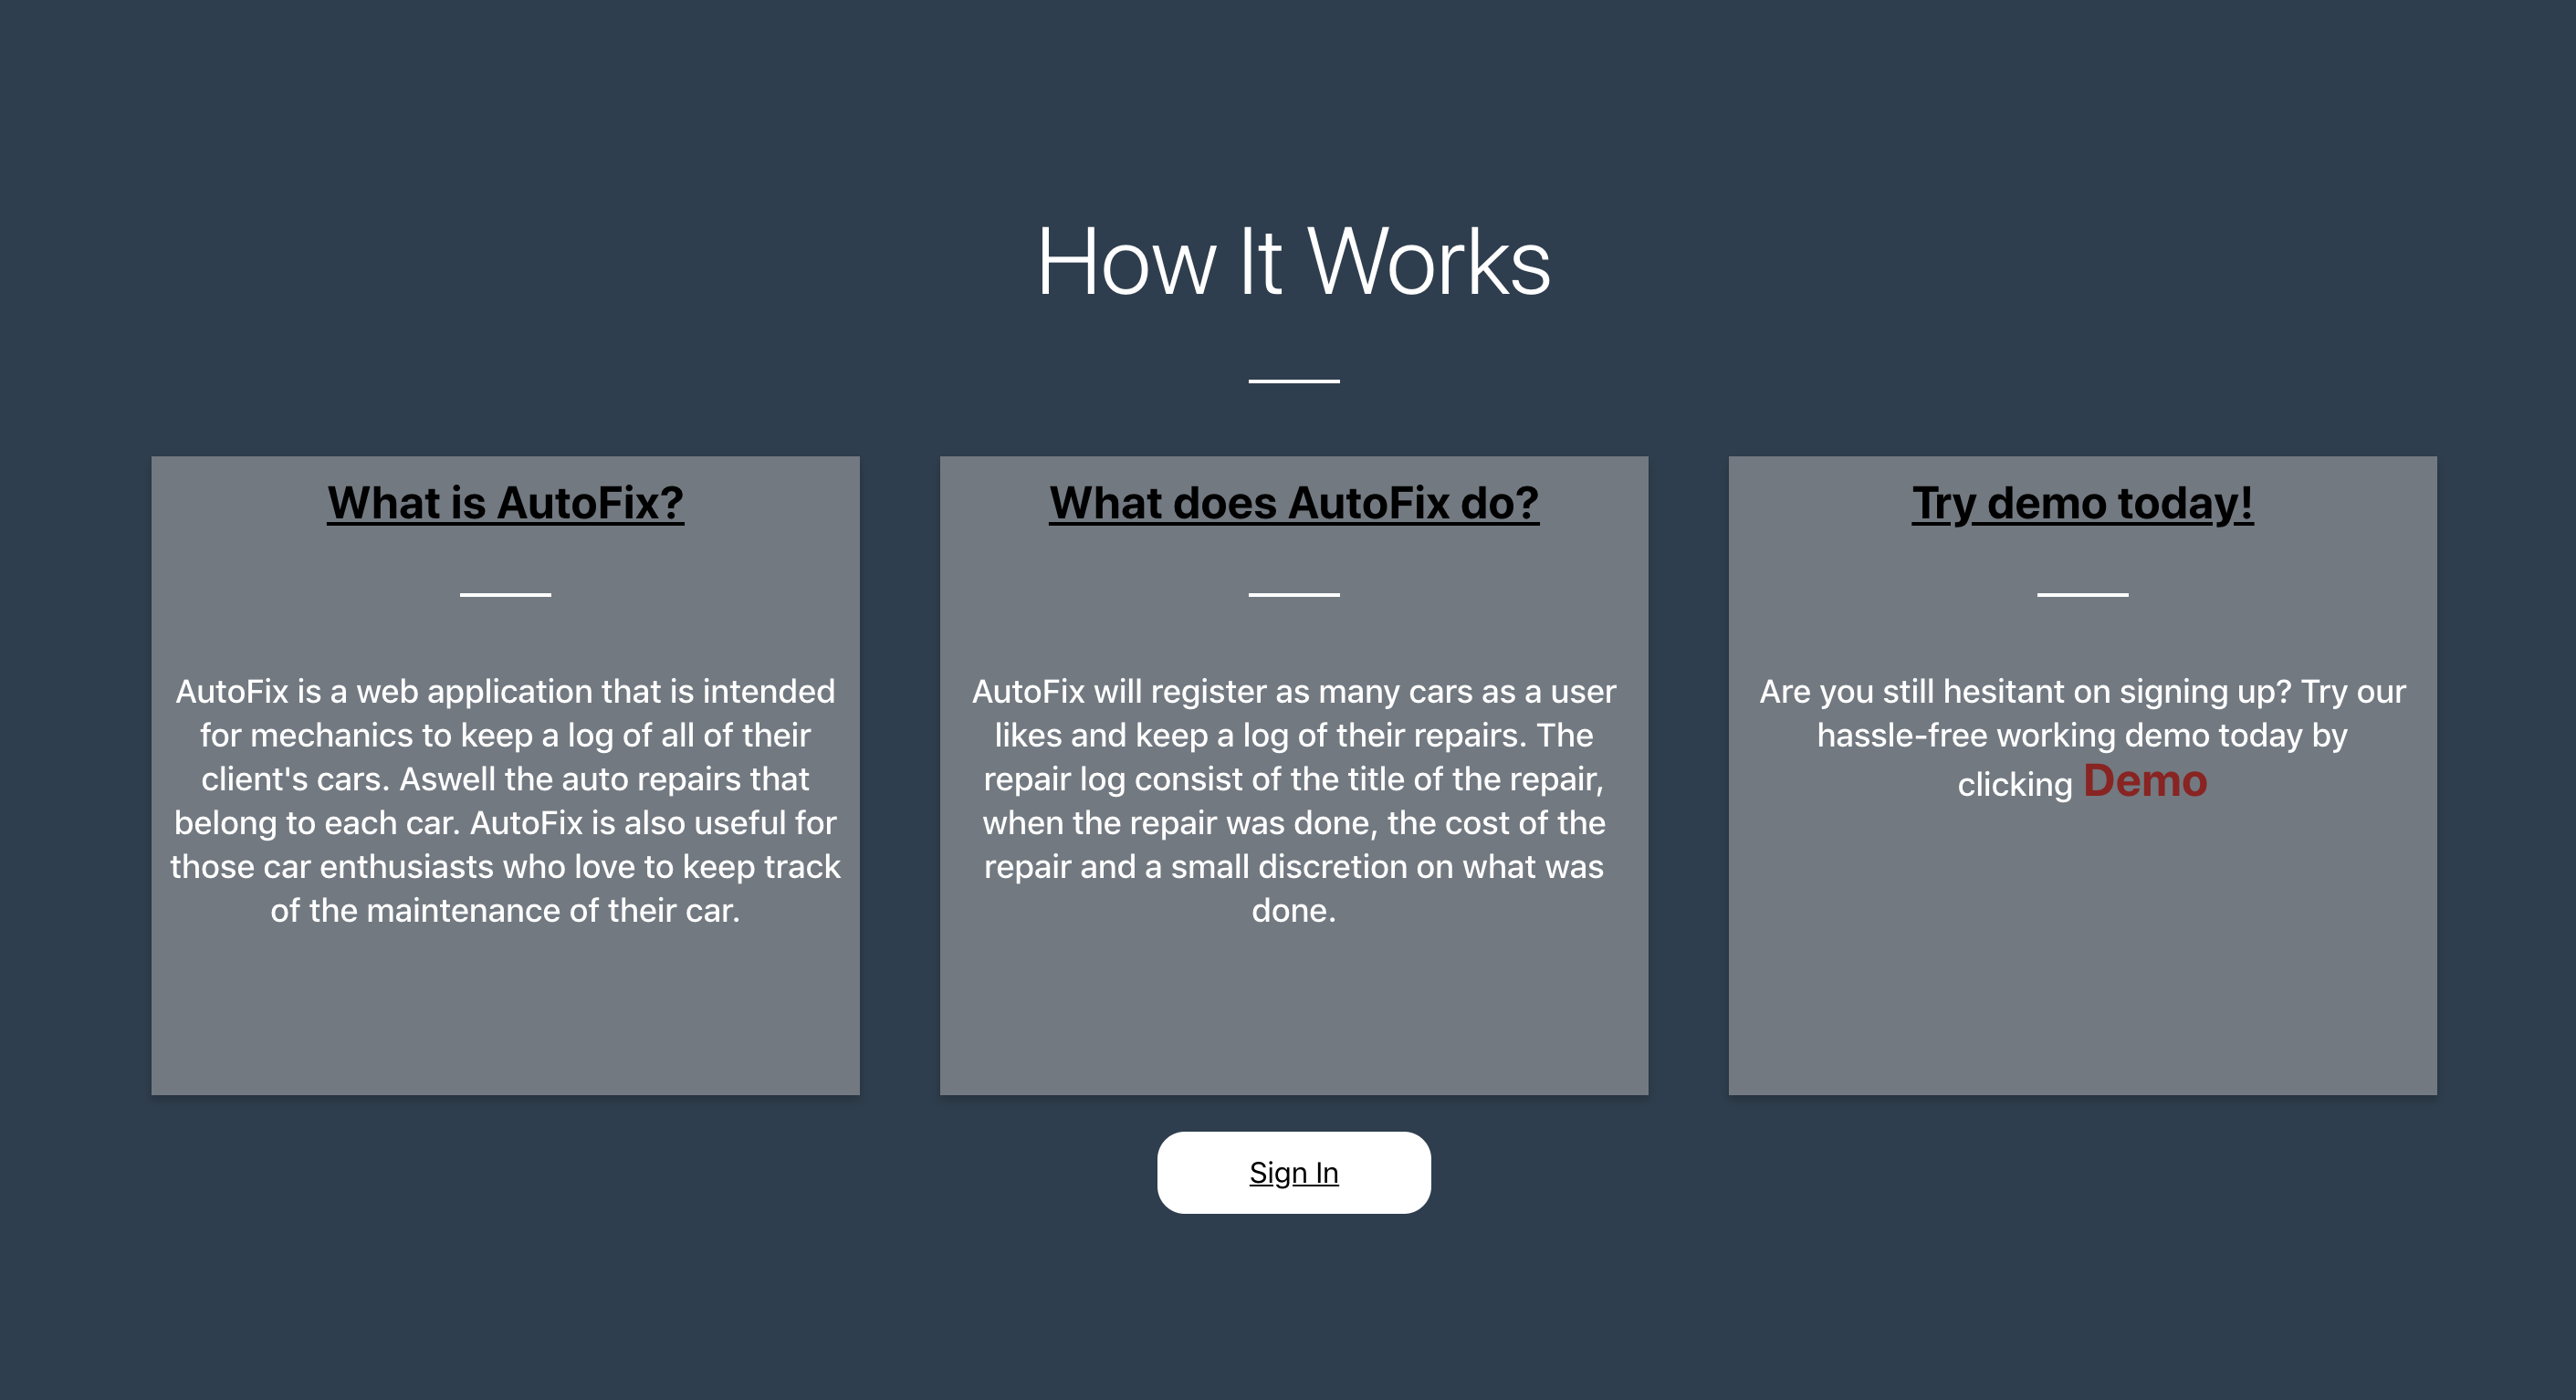 How It Works
What is AutoFix?
AutoFix is a web application that is intended
for mechanics to keep a log of all of their
client's cars. Aswell the auto repairs that
belong to each car. AutoFix is also useful for
those car enthusiasts who love to keep track
of the maintenance of their car.
What does AutoFix do?
AutoFix will register as many cars as a user
likes and keep a log of their repairs. The
repair log consist of the title of the repair,
when the repair was done, the cost of the
repair and a small discretion on what was
done.
Try demo today!
Are you still hesitant on signing up? Try our
hassle-free working demo today by
clicking Demo
Sign In